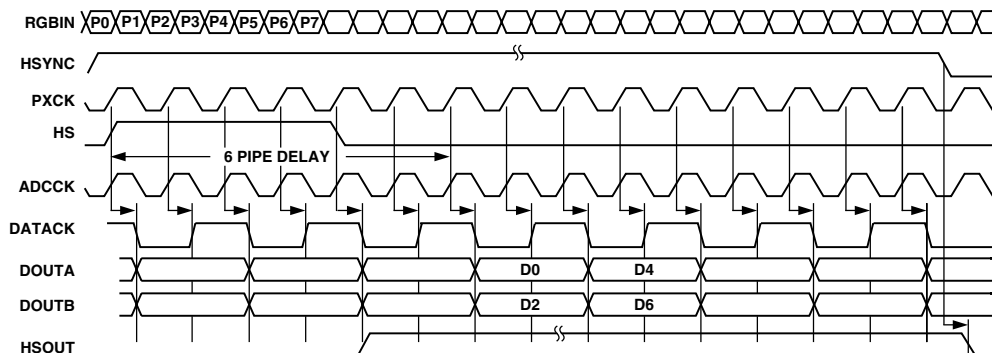 RGBIN P0 P1 P2 P3 P4 P5 P6 P7
HSYNC
PXCK
HS
6 PIPE DELAY
ADCCK
DATACK
DOUTA D0 D4
DOUTB D2 D6
HSOUT